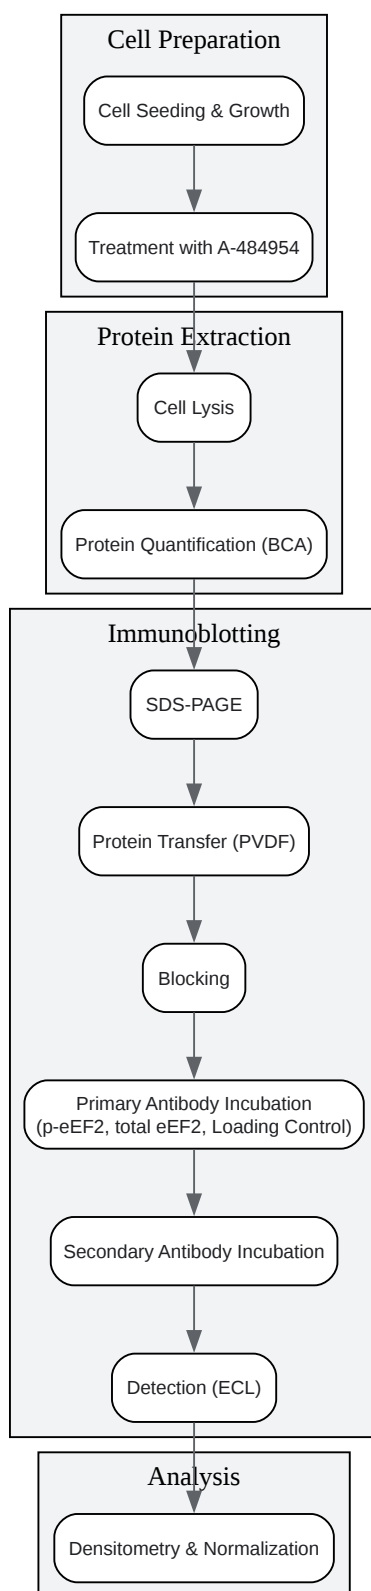 Cell Preparation
Cell Seeding & Growth
Treatment with A-484954
Protein Extraction
Cell Lysis
Protein Quantification (BCA)
Immunoblotting
SDS-PAGE
Protein Transfer (PVDF)
Blocking
Primary Antibody Incubation
(p-eEF2, total eEF2, Loading Control)
Secondary Antibody Incubation
Detection (ECL)
Analysis
Densitometry & Normalization